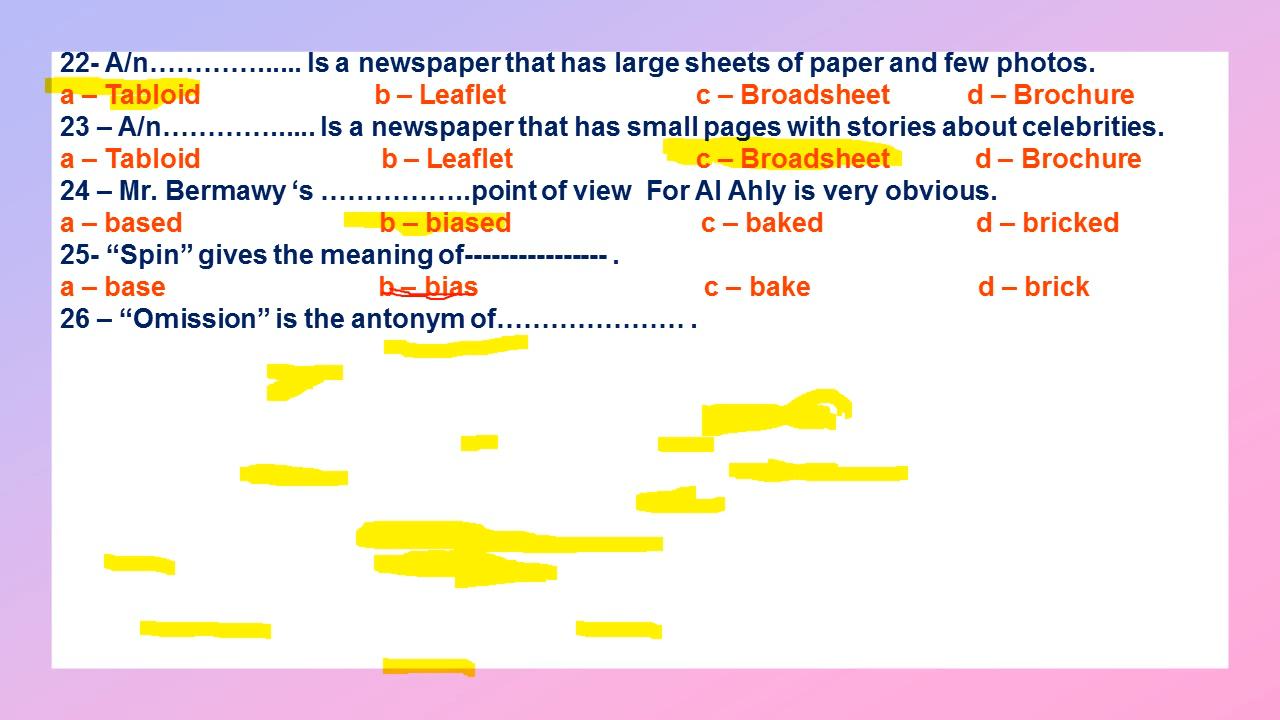 22- A/n…………...... Is a newspaper that has large sheets of paper and few photos.
a – Tabloid b – Leaflet c – Broadsheet d – Brochure
23 – A/n…………...... Is a newspaper that has small pages with stories about celebrities.
a – Tabloid b – Leaflet c – Broadsheet d – Brochure
24 – Mr. Bermawy ‘s ……………..point of view For Al Ahly is very obvious.
a – based b – biased c – baked d – bricked
25- “Spin” gives the meaning of---------------- .
a – base b – bias c – bake d – brick
26 – “Omission” is the antonym of………………… .